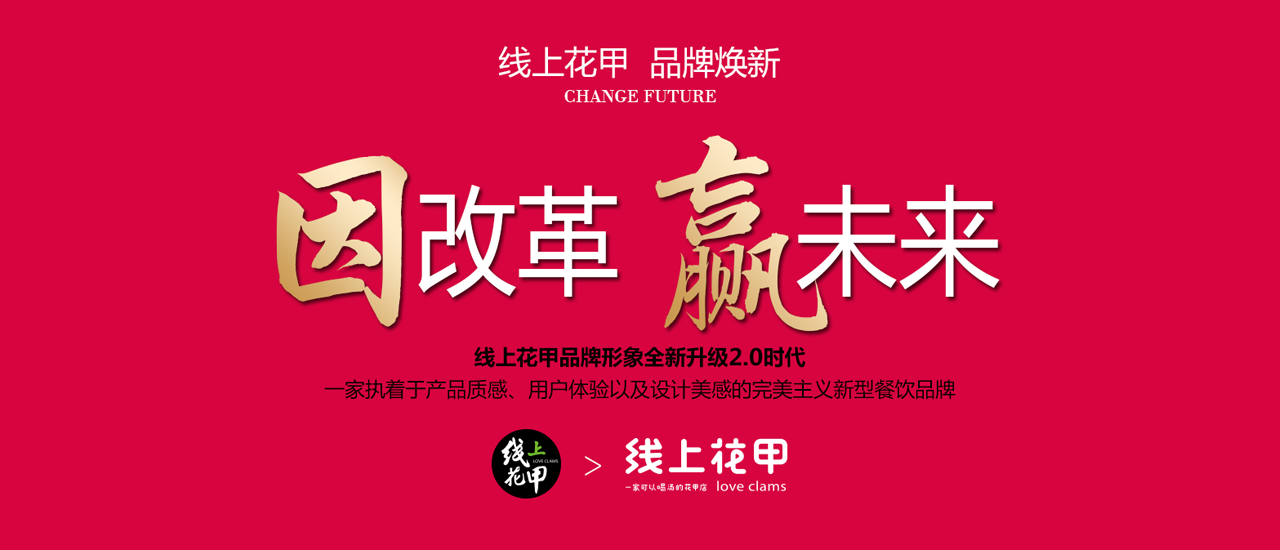 线上花甲 品牌焕新
CHANGE FUTURE
因改革 赢未来
线上花甲品牌形象全新升级2.0时代
一家执着于产品质感、用户体验以及设计美感的完美主义新型餐饮品牌
线上
LOVE CLAMS
花甲
>
线上花甲
一家可以喝汤的花甲店 love clams